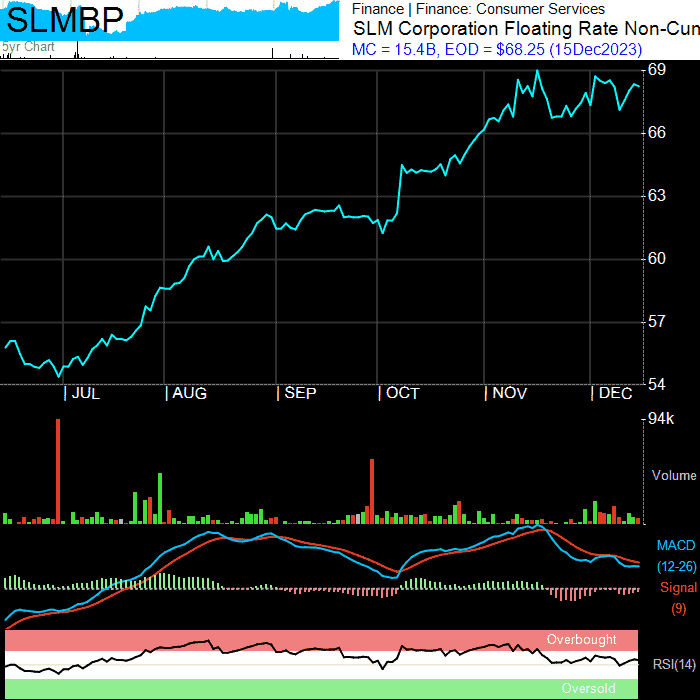 SLMBP
5yr Chart
Finance | Finance: Consumer Services
SLM Corporation Floating Rate Non-Cun
MC = 15.4B, EOD = $68.25 (15Dec2023)
69
66
63
60
57
54
| JUL | AUG | SEP | OCT | NOV | DEC
94k
Volume
MACD
(12-26)
Signal
(9)
Overbought
RSI(14)
Oversold